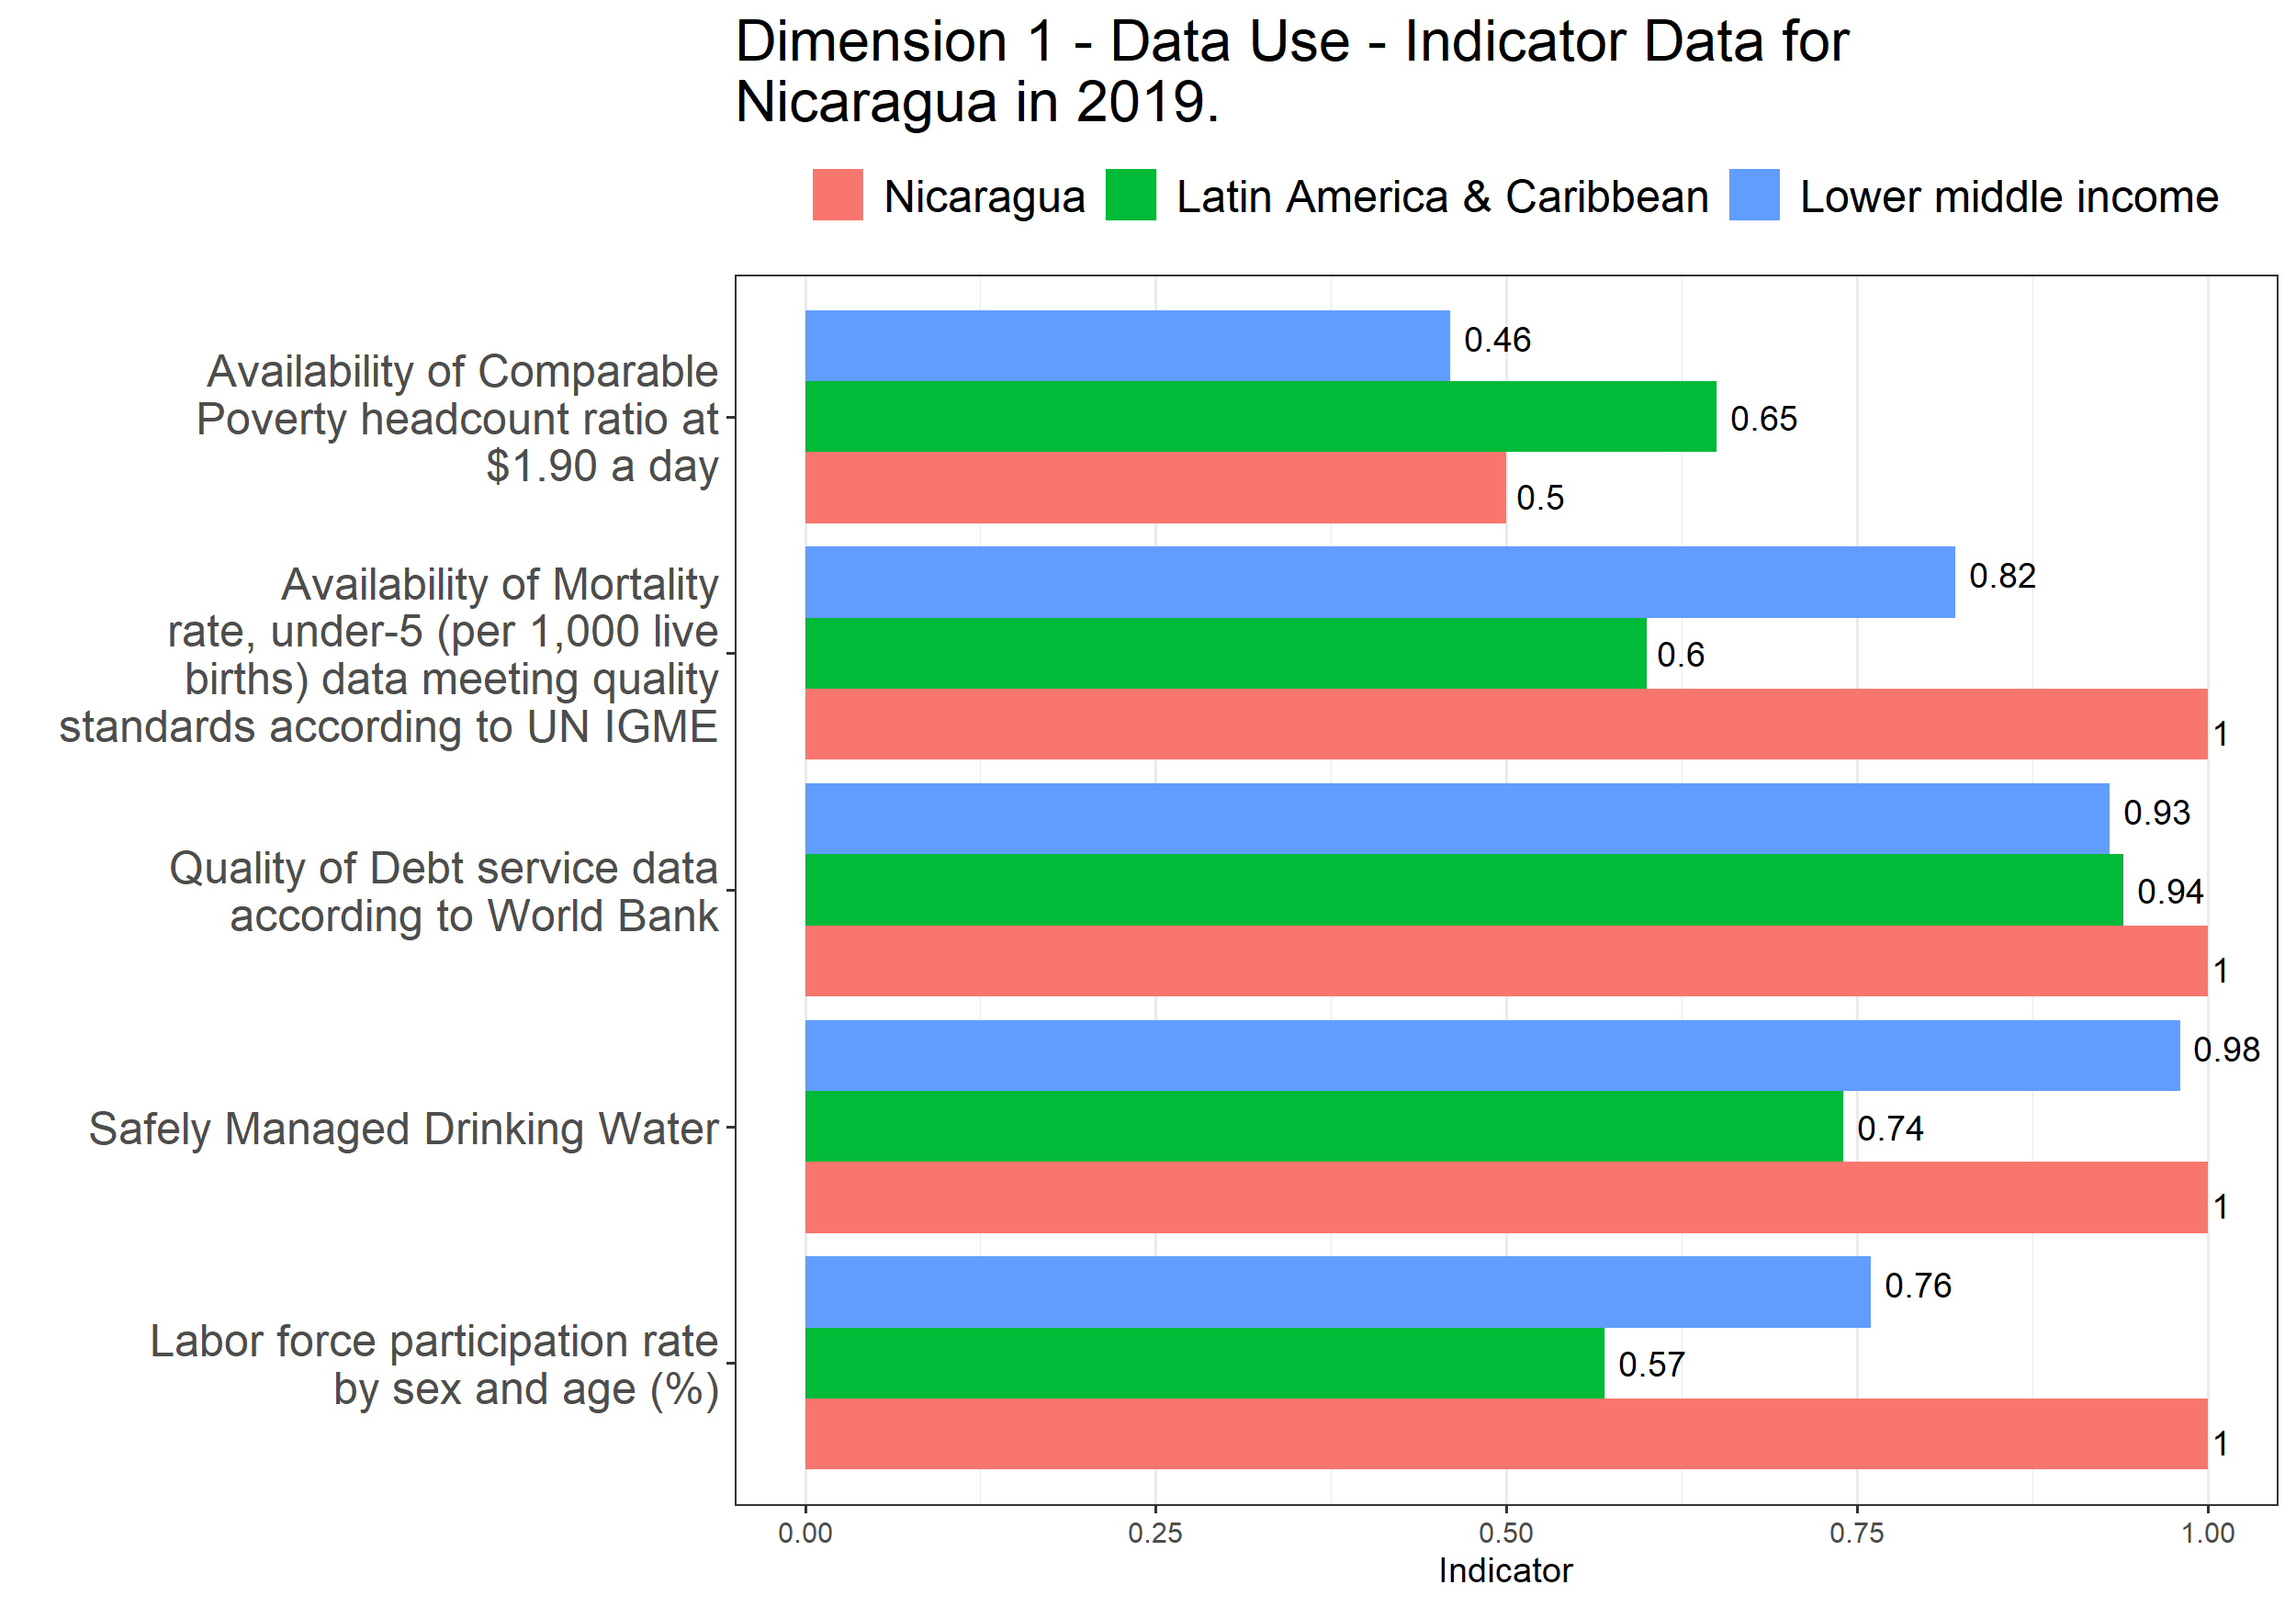 Dimension 1 - Data Use - Indicator Data for
Nicaragua in 2019.
Nicaragua
Latin America & Caribbean
Lower middle income
Availability of Comparable
Poverty headcount ratio at
$1.90 a day
0.46
0.65
0.5
Availability of Mortality
rate, under-5 (per 1,000 live
births) data meeting quality
standards according to UN IGME
0.82
0.6
1
Quality of Debt service data
according to World Bank
0.93
0.94
1
Safely Managed Drinking Water
0.98
0.74
1
Labor force participation rate
by sex and age (%)
0.76
0.57
1
0.00
0.25
0.50
0.75
1.00
Indicator